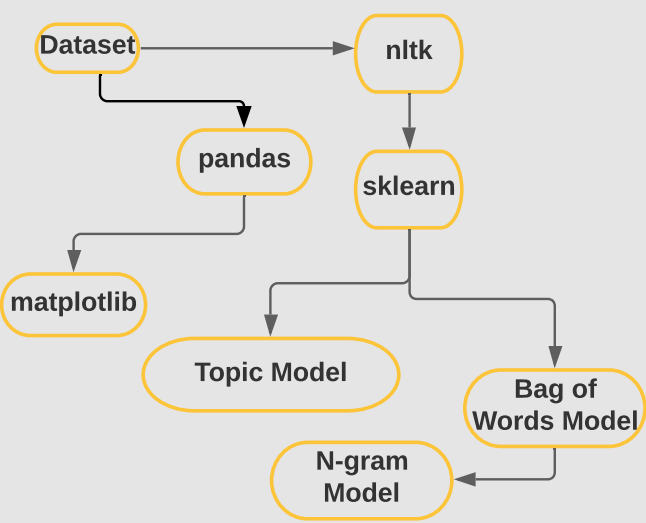 Dataset
nltk
pandas
sklearn
matplotlib
Topic Model
Bag of
Words Model
N-gram
Model